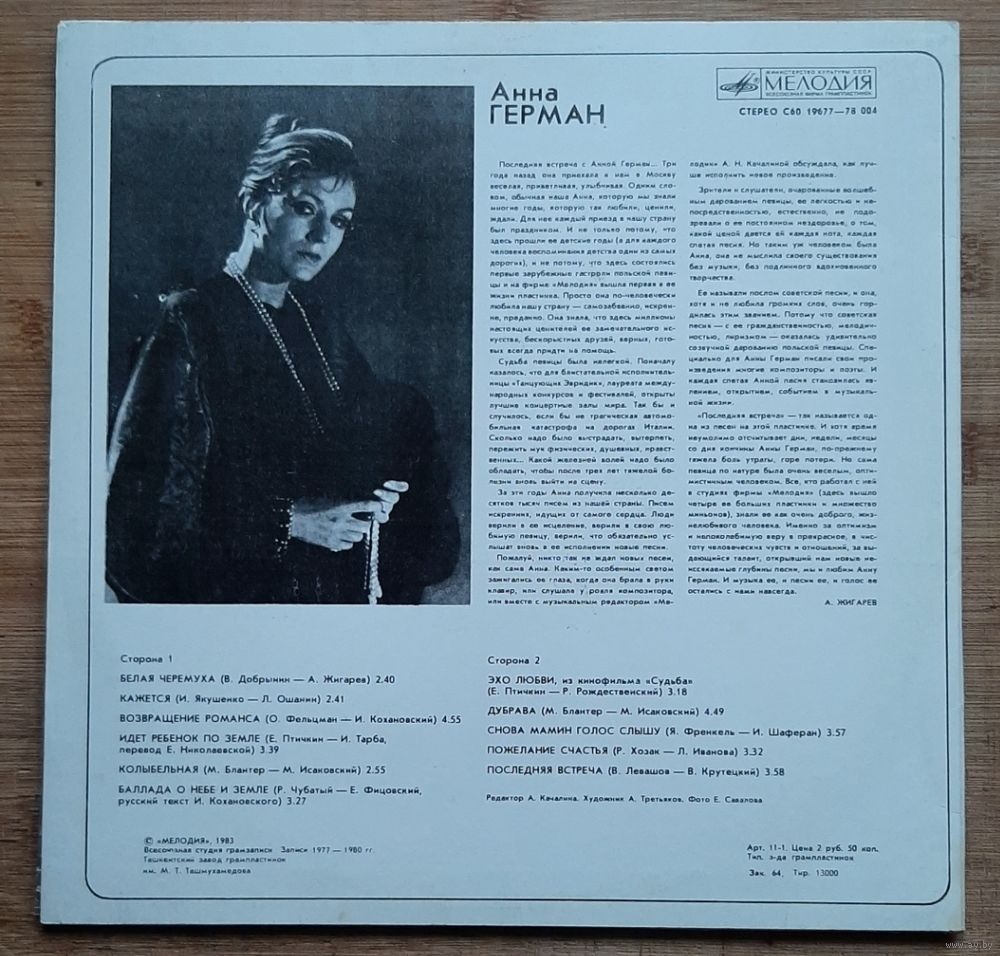 Анна
ГЕРМАН
МИНИСТЕРСТВО КУЛЬТУРЫ СССР
МЕЛОДИЯ
ВСЕСОЮЗНАЯ ФИРМА ГРАМПЛАСТИНОК
СТЕРЕО С60 19677—78 004
Последняя встреча с Анной Герман... Три
года назад она приехала к нам в Москву
веселая, приветливая, улыбчивая. Одним сло-
вом, обычная наша Анна, которую мы знали
многие годы, которую так любили, ценили,
ждали. Для нее каждый приезд в нашу страну
был праздником. И не только потому, что
здесь прошли ее детские годы (а для каждого
человека воспоминания детства одни из самых
дорогих), и не потому, что здесь состоялись
первые зарубежные гастроли польской певи-
цы и на фирме «Мелодия» вышла первая в ее
жизни пластинка. Просто она по-человечески
любила нашу страну — самозабвенно, искрен-
не, преданно. Она знала, что здесь миллионы
настоящих ценителей ее замечательного ис-
кусства, бескорыстных друзей, верных, гото-
вых всегда придти на помощь.
Судьба певицы была нелегкой. Поначалу
казалось, что для блистательной исполнитель-
ницы «Танцующих Эвридик», лауреата между-
народных конкурсов и фестивалей, открыты
лучшие концертные залы мира. Так бы и
случилось, если бы не трагическая автомо-
бильная катастрофа на дорогах Италии.
Сколько надо было выстрадать, вытерпеть,
пережить мук физических, душевных, нравст-
венных... Какой железной волей надо было
обладать, чтобы после трех лет тяжелой бо-
лезни вновь выйти на сцену.
За эти годы Анна получила несколько де-
сятков тысяч писем из нашей страны. Писем
искренних, идущих от самого сердца. Люди
верили в ее исцеление, верили в свою лю-
бимую певицу, верили, что обязательно ус-
лышат вновь в ее исполнении новые песни.
Пожалуй, никто так не ждал новых песен,
как сама Анна. Каким-то особенным светом
зажигались ее глаза, когда она брала в руки
клавир, или слушала у рояля композитора,
или вместе с музыкальным редактором «Ме-
лодии» А. Н. Качалиной обсуждала, как луч-
ше исполнить новое произведение.
Зрители и слушатели, очарованные волшеб-
ным дарованием певицы, ее легкостью и не-
посредственностью, естественно, не подо-
зревали о ее постоянном нездоровье, о том,
какой ценой дается ей каждая нота, каждая
спетая песня. Но таким уж человеком была
Анна, она не мыслила своего существования
без музыки, без подлинного вдохновенного
творчества.
Ее называли послом советской песни, и она,
хотя и не любила громких слов, очень гор-
дилась этим званием. Потому что советская
песня — с ее гражданственностью, мелодич-
ностью, лиризмом — оказалась удивительно
созвучной дарованию польской певицы. Спе-
циально для Анны Герман писали свои про-
изведения многие композиторы и поэты. И
каждая спетая Анной песня становилась яв-
лением, открытием, событием в музыкаль-
ной жизни.
«Последняя встреча» — так называется од-
на из песен на этой пластинке. И хотя время
неумолимо отсчитывает дни, недели, месяцы
со дня кончины Анны Герман, по-прежнему
тяжела боль утраты, горе потери. Но сама
певица по натуре была очень веселым, опти-
мистичным человеком. Все, кто работал с ней
в студиях фирмы «Мелодия» (здесь вышло
четыре ее больших пластинки и множество
миньонов), знали ее как очень доброго, жиз-
нелюбивого человека. Именно за оптимизм
и непоколебимую веру в прекрасное, в чис-
тоту человеческих чувств и отношений, за вы-
дающийся талант, открывший нам новые не-
иссякаемые глубины песни, мы и любим Анну
Герман. И музыка ее, и песни ее, и голос ее
остались с нами навсегда.
А. ЖИГАРЕВ
Сторона 1
БЕЛАЯ ЧЕРЕМУХА (В. Добрынин — А. Жигарев) 2.40
КАЖЕТСЯ (И. Якушенко — Л. Ошанин) 2.41
ВОЗВРАЩЕНИЕ РОМАНСА (О. Фельцман — И. Кохановский) 4.55
ИДЕТ РЕБЕНОК ПО ЗЕМЛЕ (Е. Птичкин — И. Тарба,
перевод Е. Николаевской) 3.39
КОЛЫБЕЛЬНАЯ (М. Блантер — М. Исаковский) 2.55
БАЛЛАДА О НЕБЕ И ЗЕМЛЕ (Р. Чубатый — Е. Фицовский,
русский текст И. Кохановского) 3.27
Сторона 2
ЭХО ЛЮБВИ, из кинофильма «Судьба»
(Е. Птичкин — Р. Рождественский) 3.18
ДУБРАВА (М. Блантер — М. Исаковский) 4.49
СНОВА МАМИН ГОЛОС СЛЫШУ (Я. Френкель — И. Шаферан) 3.57
ПОЖЕЛАНИЕ СЧАСТЬЯ (Р. Хозак — Л. Иванова) 3.32
ПОСЛЕДНЯЯ ВСТРЕЧА (В. Левашов — В. Крутецкий) 3.58
Редактор А. Качалина. Художник А. Третьяков. Фото Е. Савалова
© «МЕЛОДИЯ», 1983
Всесоюзная студия грамзаписи Записи 1977—1980 гг.
Ташкентский завод грампластинок
им. М. Т. Ташмухамедова
Арт. 11-1. Цена 2 руб. 50 коп.
Тип. з-да грампластинок
Зак. 64. Тир. 13000
www.ay.by